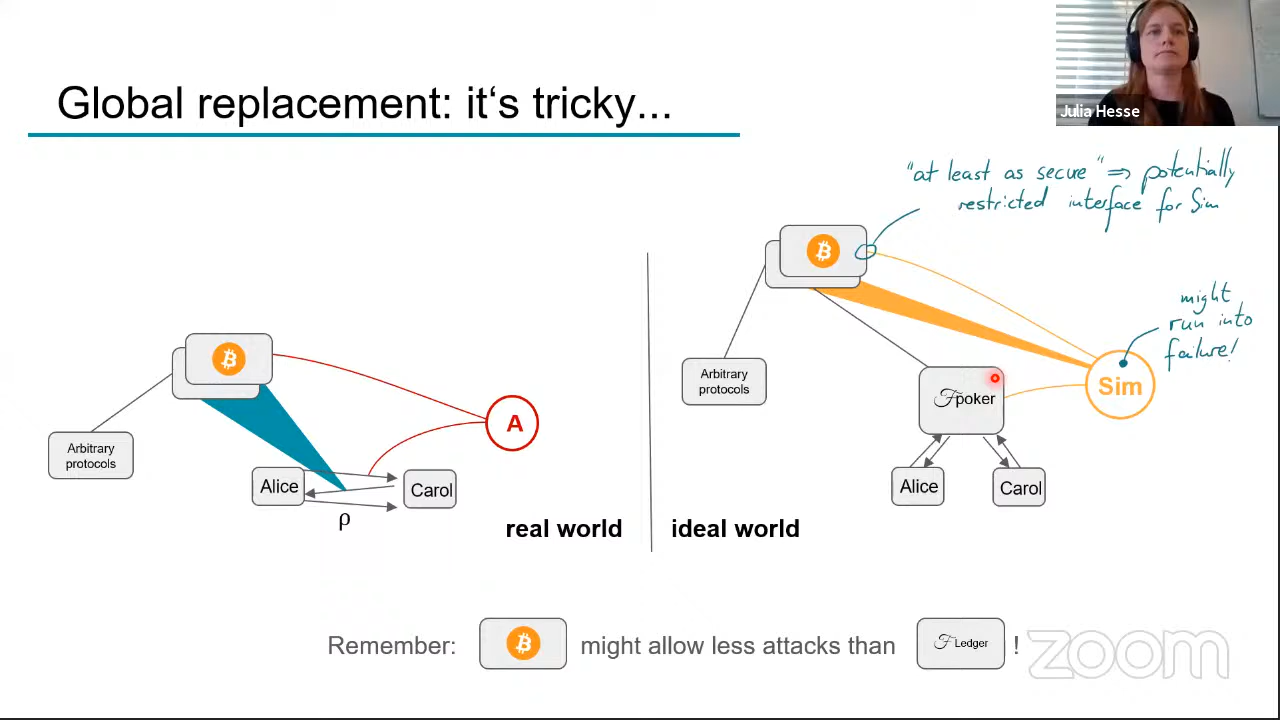 Global replacement: it‘s tricky...
Julia Hesse
"at least as secure" => potentially
restricted interface for Sim
might
run into
failure!
Arbitrary
protocols
A
Alice
Carol
ρ
real world
Arbitrary
protocols
Fpoker
Sim
Alice
Carol
ideal world
Remember: might allow less attacks than F Ledger !
zoom